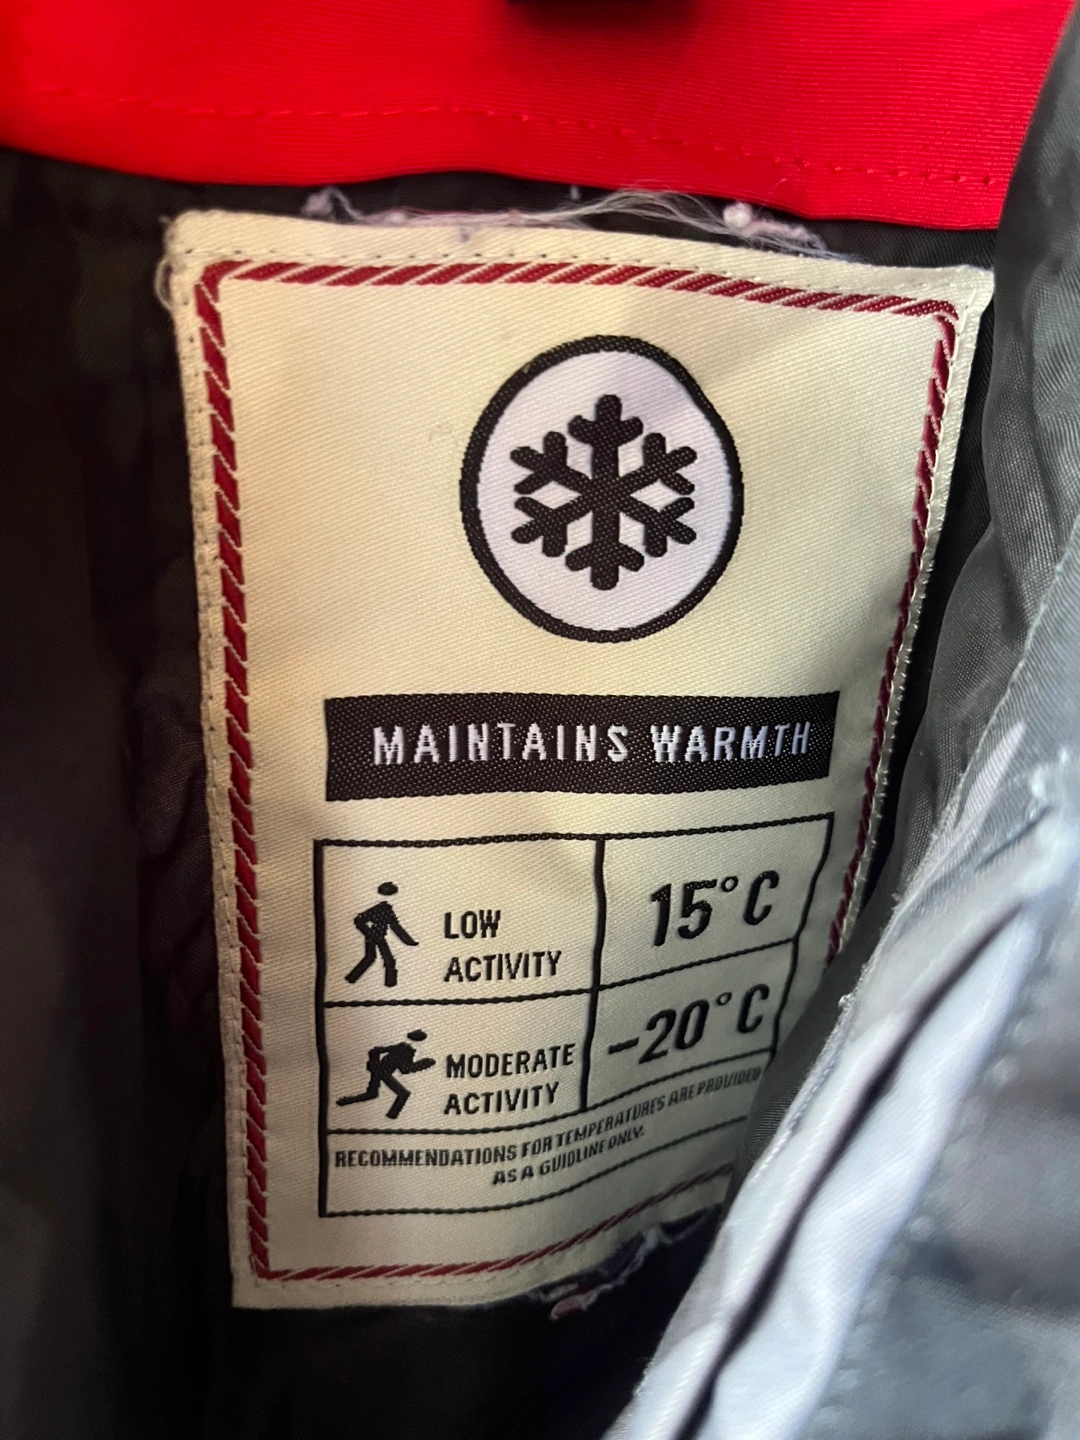 MAINTAINS WARMTH
LOW
ACTIVITY
15°C
MODERATE
ACTIVITY
-20°C
RECOMMENDATIONS FOR TEMPERATURES ARE PROVIDED
AS A GUIDLINE ONLY.